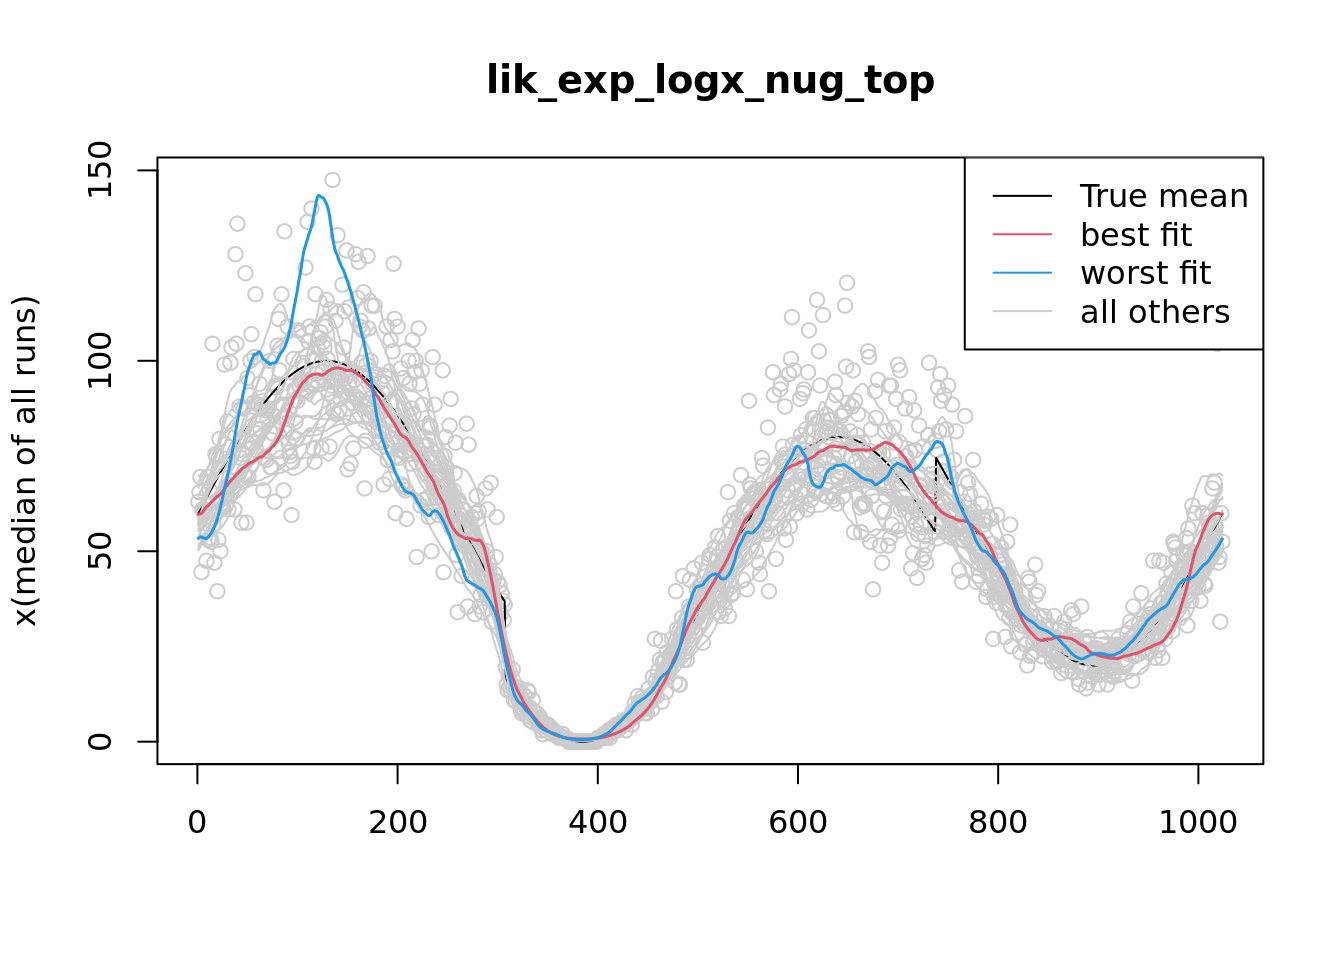 lik_exp_logx_nug_top
x(median of all runs)
150
100
50
0
True mean
best fit
worst fit
all others
0 200 400 600 800 1000